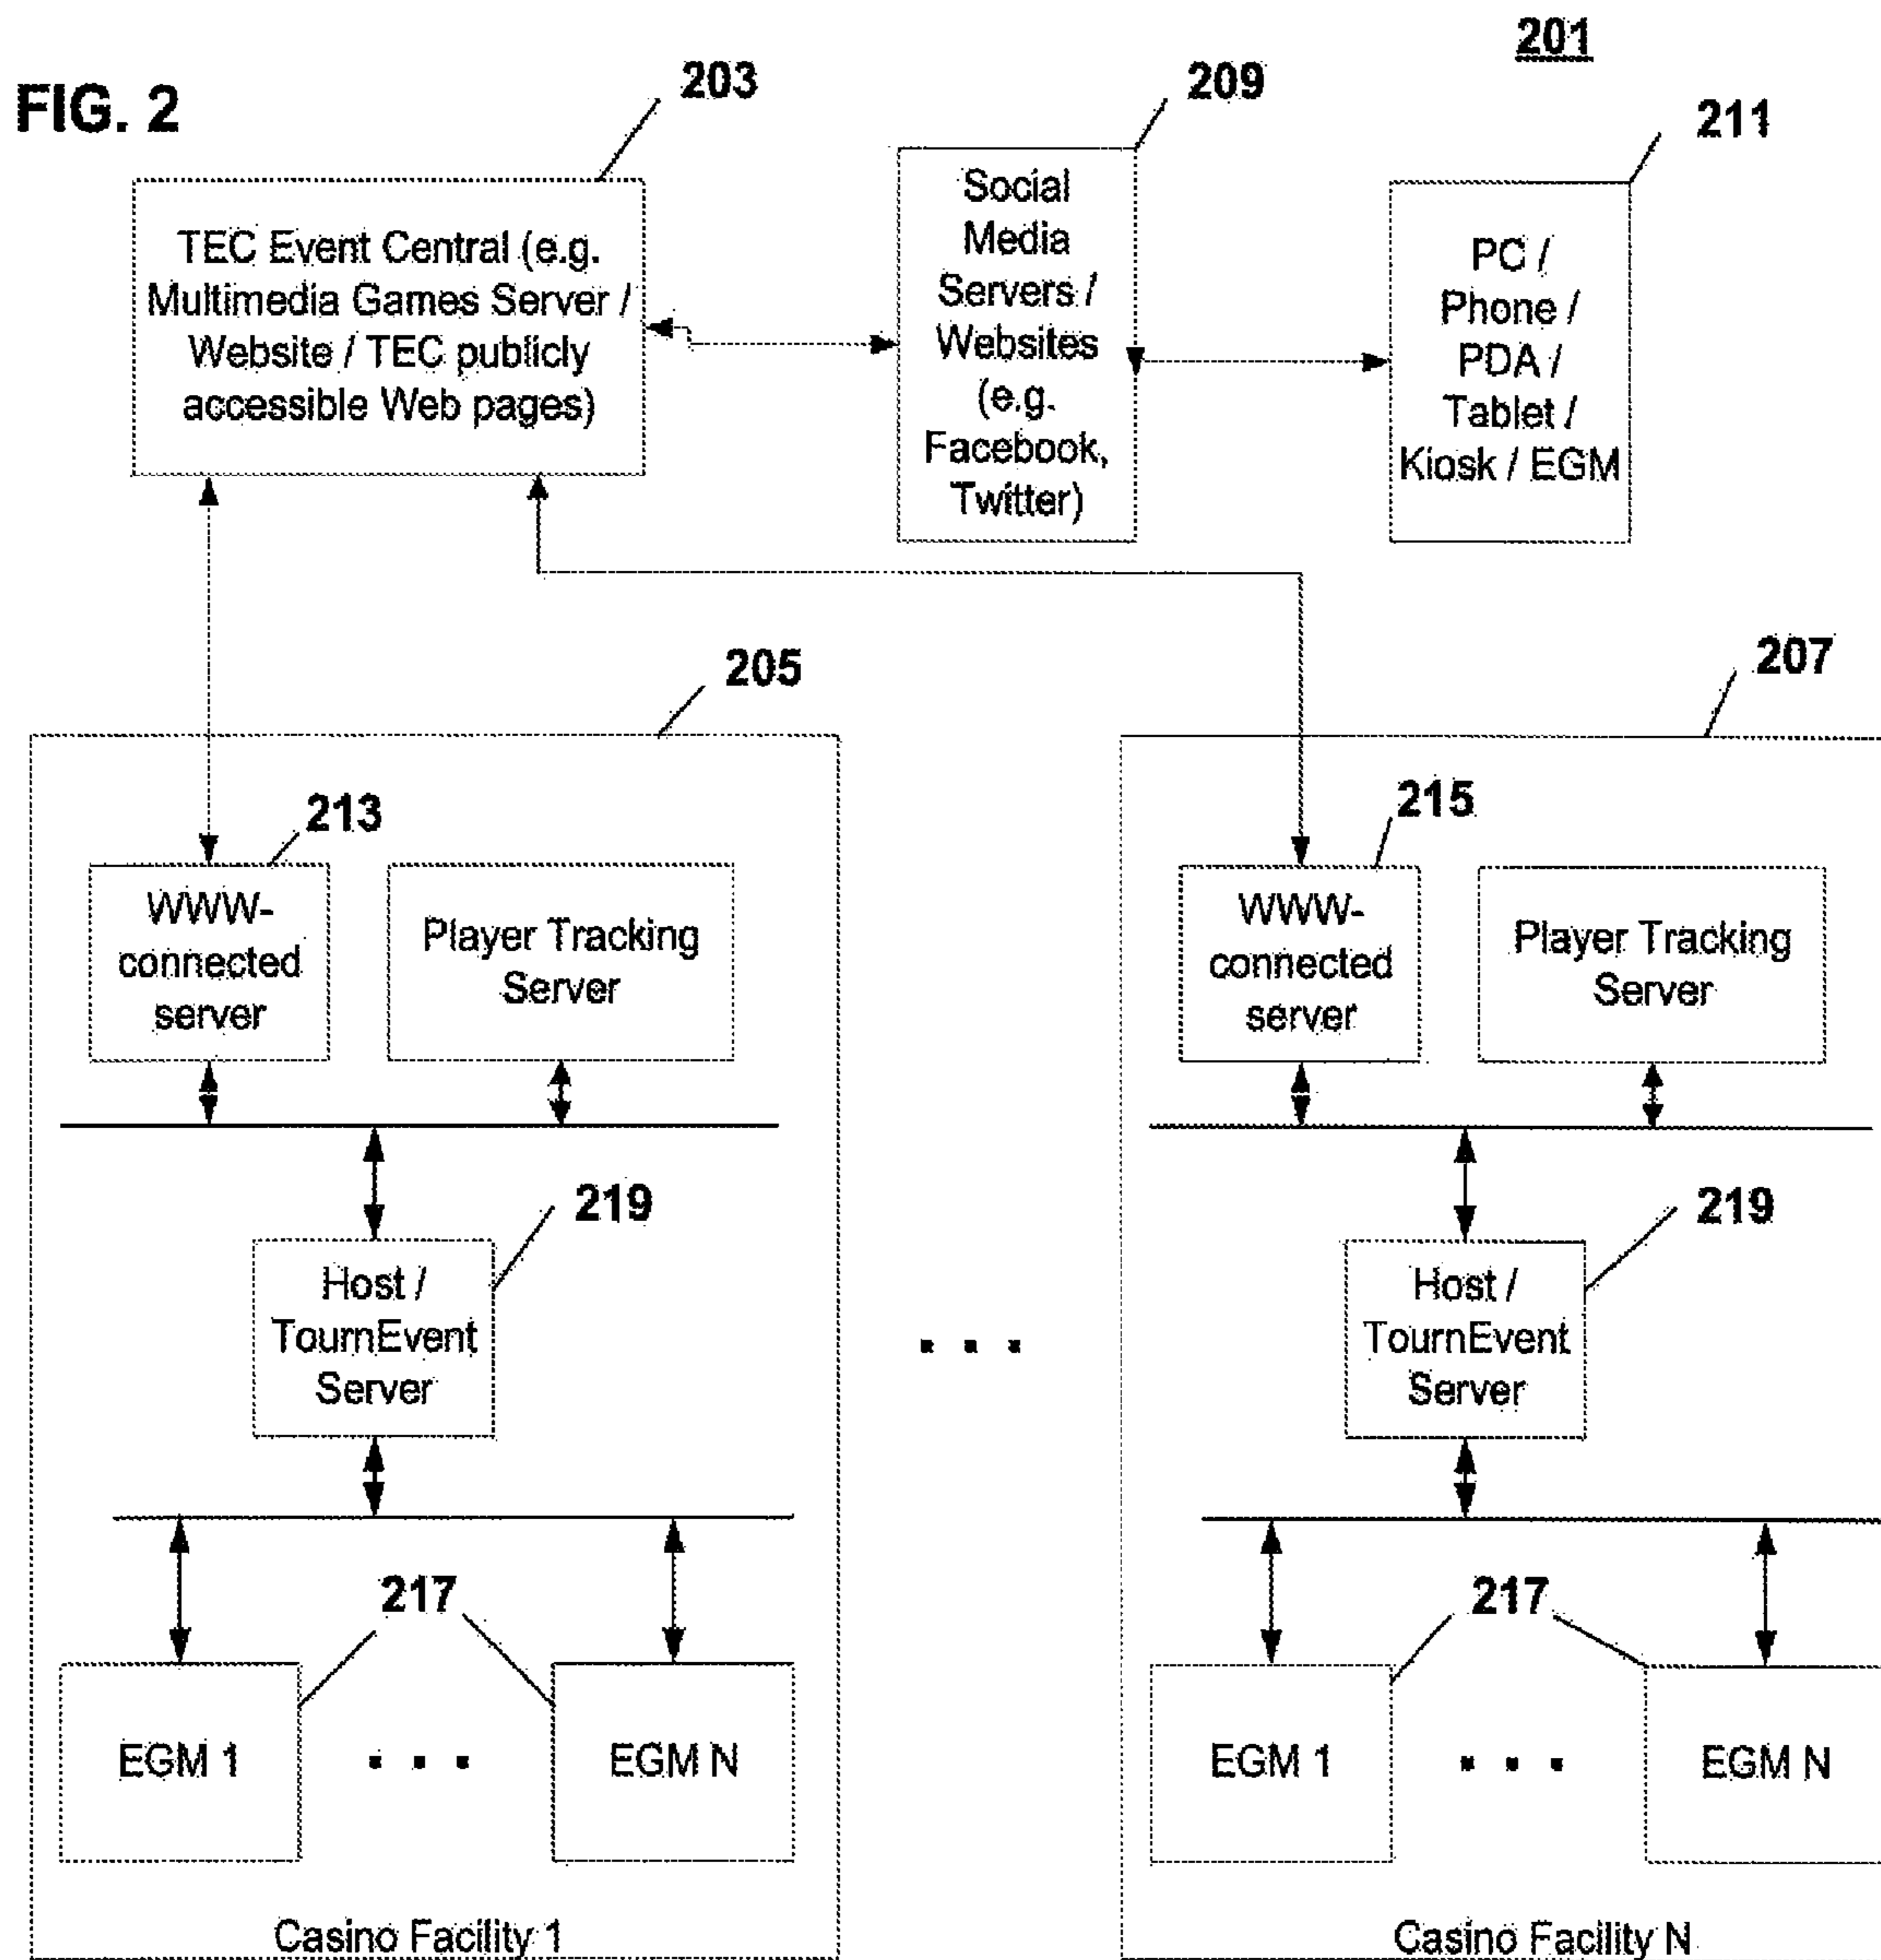 201
FIG. 2
203
209
211
TEC Event Central (e.g.
Multimedia Games Server /
Website / TEC publicly
accessible Web pages)
Social
Media
Servers /
Websites
(e.g.
Facebook,
Twitter)
PC /
Phone /
PDA /
Tablet /
Kiosk / EGM
205
207
213
WWW-
connected
server
Player Tracking
Server
215
WWW-
connected
server
Player Tracking
Server
219
Host /
TournEvent
Server
219
Host /
TournEvent
Server
. . .
217
EGM 1
. . .
EGM N
217
EGM 1
. . .
EGM N
Casino Facility 1
Casino Facility N